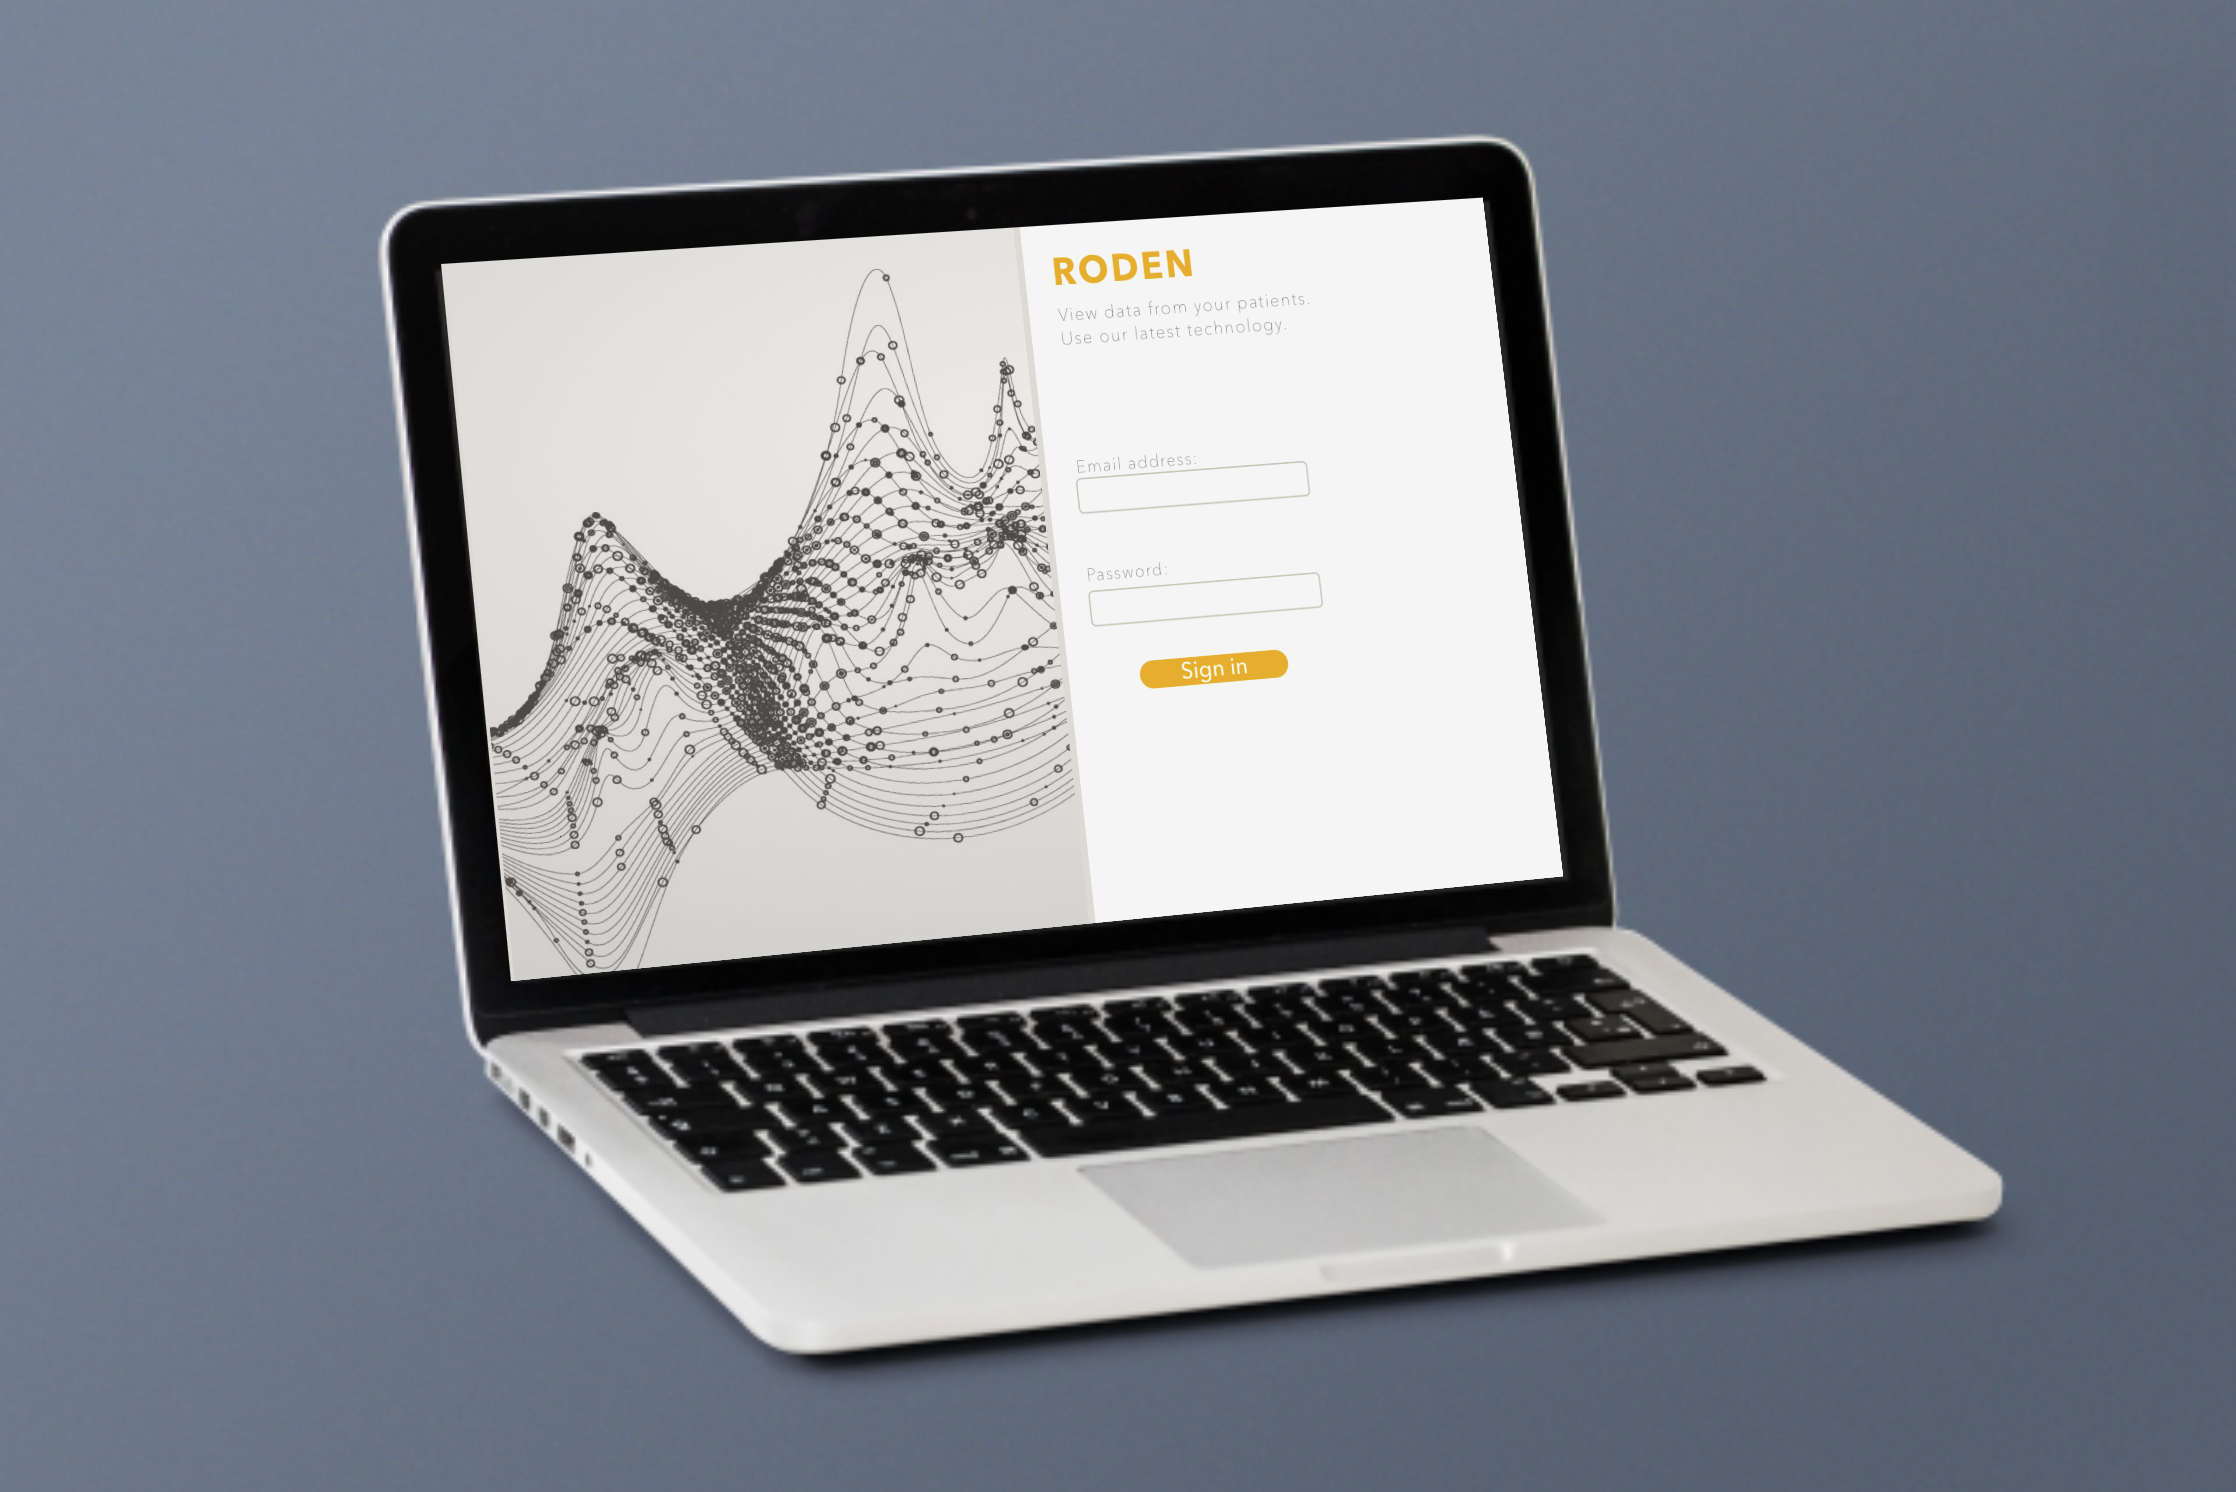 RODEN
View data from your patients.
Use our latest technology.
Email address:
Password:
Sign in